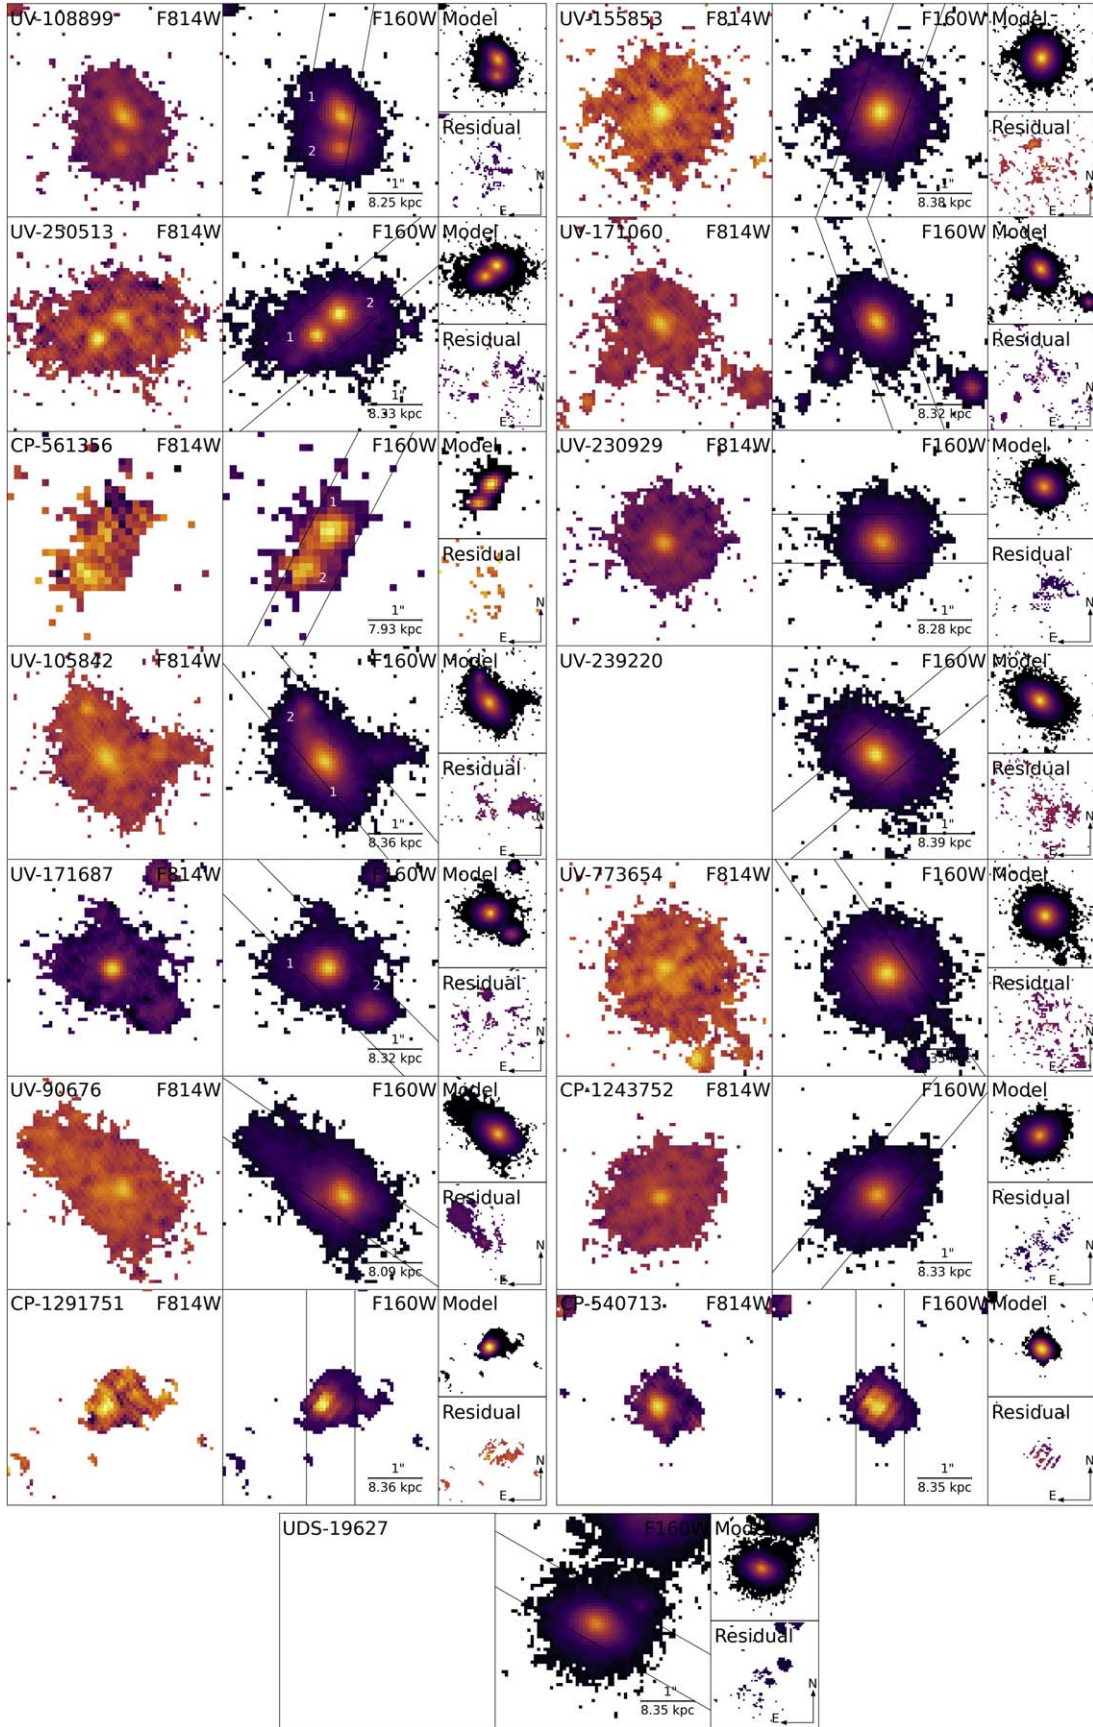 UV-108899 F814W F160W Model
1
2
Residual
1"
8.25 kpc
N
E
UV-155853 F814W F160W Model
Residual
1"
8.38 kpc
N
E
UV-250513 F814W F160W Model
2
1
Residual
1"
8.33 kpc
N
E
UV-171060 F814W F160W Model
Residual
1"
8.32 kpc
N
E
CP-561356 F814W F160W Model
1
2
Residual
1"
7.93 kpc
N
E
UV-230929 F814W F160W Model
Residual
1"
8.28 kpc
N
E
UV-105842 F814W F160W Model
2
1
Residual
1"
8.36 kpc
N
E
UV-239220 F160W Model
Residual
1"
8.39 kpc
N
E
UV-171687 F814W F160W Model
1
2
Residual
1"
8.32 kpc
N
E
UV-773654 F814W F160W Model
Residual
N
E
UV-90676 F814W F160W Model
Residual
1"
8.09 kpc
N
E
CP-1243752 F814W F160W Model
Residual
1"
8.33 kpc
N
E
CP-1291751 F814W F160W Model
Residual
1"
8.36 kpc
N
E
CP-540713 F814W F160W Model
Residual
1"
8.35 kpc
N
E
UDS-19627 F160W Model
Residual
1"
8.35 kpc
N
E